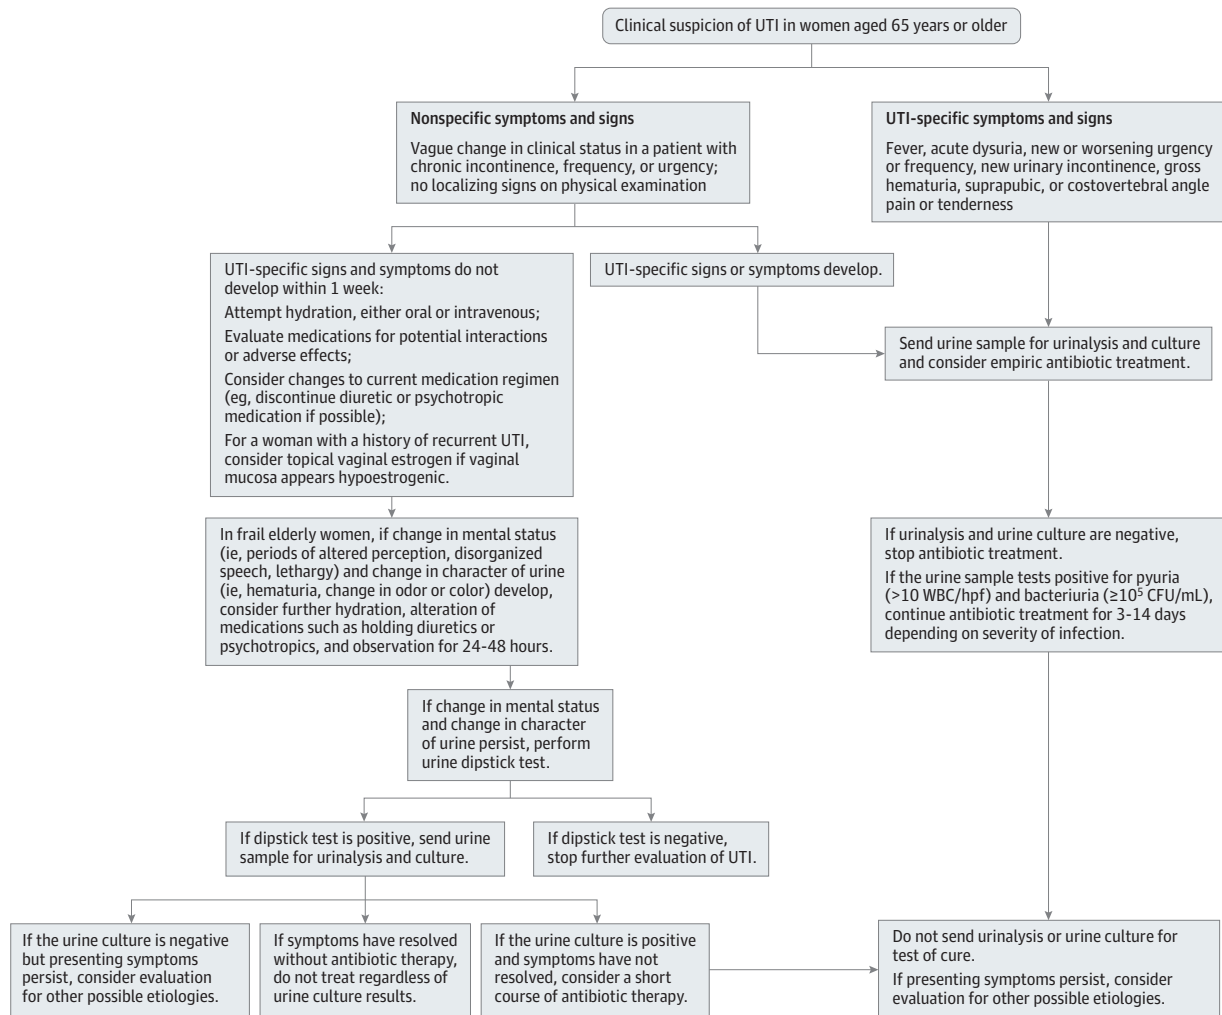 Clinical suspicion of UTI in women aged 65 years or older
Nonspecific symptoms and signs
Vague change in clinical status in a patient with
chronic incontinence, frequency, or urgency;
no localizing signs on physical examination
UTI-specific symptoms and signs
Fever, acute dysuria, new or worsening urgency
or frequency, new urinary incontinence, gross
hematuria, suprapubic, or costovertebral angle
pain or tenderness
UTI-specific signs and symptoms do not
develop within 1 week:
Attempt hydration, either oral or intravenous;
Evaluate medications for potential interactions
or adverse effects;
Consider changes to current medication regimen
(eg, discontinue diuretic or psychotropic
medication if possible);
For a woman with a history of recurrent UTI,
consider topical vaginal estrogen if vaginal
mucosa appears hypoestrogenic.
UTI-specific signs or symptoms develop.
Send urine sample for urinalysis and culture
and consider empiric antibiotic treatment.
In frail elderly women, if change in mental status
(ie, periods of altered perception, disorganized
speech, lethargy) and change in character of urine
(ie, hematuria, change in odor or color) develop,
consider further hydration, alteration of
medications such as holding diuretics or
psychotropics, and observation for 24-48 hours.
If urinalysis and urine culture are negative,
stop antibiotic treatment.
If the urine sample tests positive for pyuria
(>10 WBC/hpf) and bacteriuria (≥10⁵ CFU/mL),
continue antibiotic treatment for 3-14 days
depending on severity of infection.
If change in mental status
and change in character
of urine persist, perform
urine dipstick test.
If dipstick test is positive, send urine
sample for urinalysis and culture.
If dipstick test is negative,
stop further evaluation of UTI.
If the urine culture is negative
but presenting symptoms
persist, consider evaluation
for other possible etiologies.
If symptoms have resolved
without antibiotic therapy,
do not treat regardless of
urine culture results.
If the urine culture is positive
and symptoms have not
resolved, consider a short
course of antibiotic therapy.
Do not send urinalysis or urine culture for
test of cure.
If presenting symptoms persist, consider
evaluation for other possible etiologies.